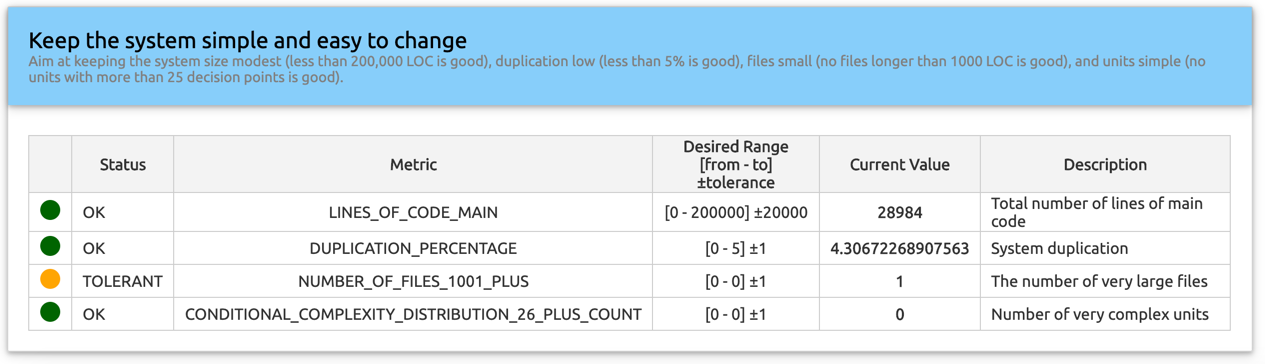 Keep the system simple and easy to change
Aim at keeping the system size modest (less than 200,000 LOC is good), duplication low (less than 5% is good), files small (no files longer than 1000 LOC is good), and units simple (no
units with more than 25 decision points is good).
Status Metric Desired Range [from - to] ±tolerance Current Value Description
OK LINES_OF_CODE_MAIN [0 - 200000] ±20000 28984 Total number of lines of main code
OK DUPLICATION_PERCENTAGE [0 - 5] ±1 4.30672268907563 System duplication
TOLERANT NUMBER_OF_FILES_1001_PLUS [0 - 0] ±1 1 The number of very large files
OK CONDITIONAL_COMPLEXITY_DISTRIBUTION_26_PLUS_COUNT [0 - 0] ±1 0 Number of very complex units